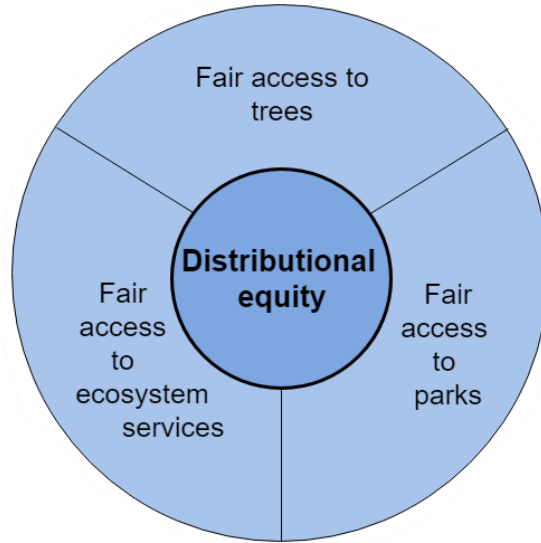 Fair access to
trees
Distributional
equity
Fair
access
to
ecosystem
services
Fair
access
to
parks